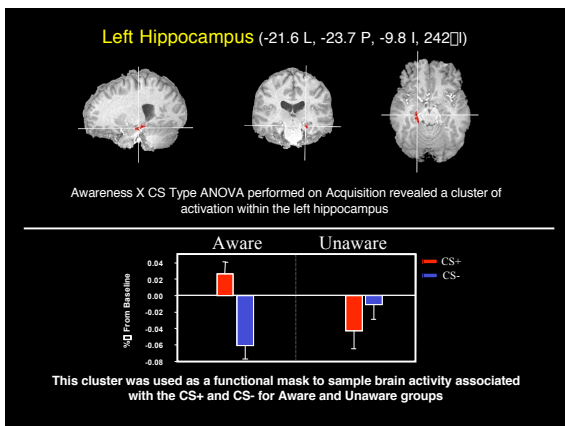 Left Hippocampus (-21.6 L, -23.7 P, -9.8 I, 242▯l)
Awareness X CS Type ANOVA performed on Acquisition revealed a cluster of
activation within the left hippocampus
Aware Unaware
CS+
CS-
0.04
0.02
0.00
-0.02
-0.04
-0.06
-0.08
%▯ From Baseline
This cluster was used as a functional mask to sample brain activity associated
with the CS+ and CS- for Aware and Unaware groups